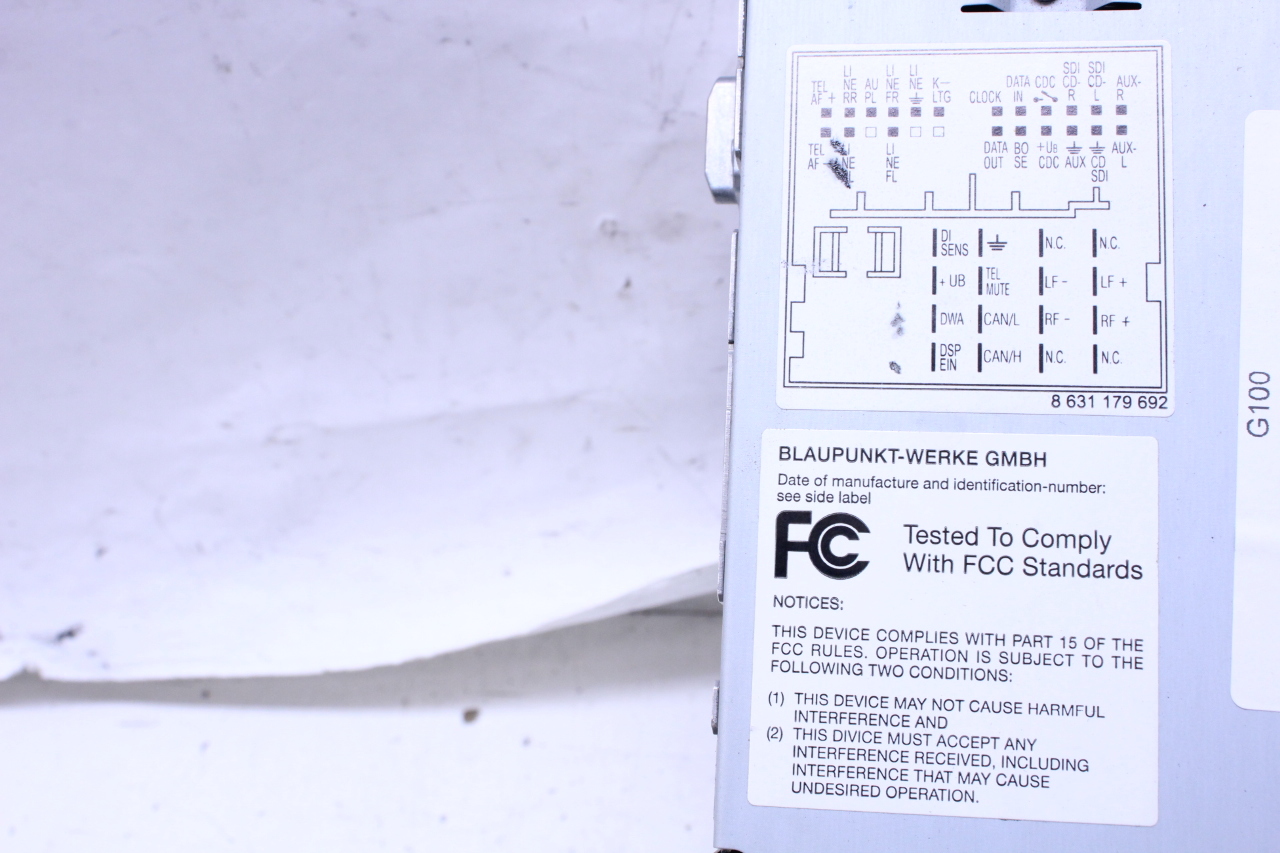 LI LI LI SDI SDI
TEL NE AU NE NE K— DATA CDC CD- CD- AUX-
AF + RR PL FR LTG CLOCK IN R L R
TEL LI LI DATA BO +UB AUX-
AF NE NE OUT SE CDC AUX CD L
FL SDI
DI SENS N.C. N.C.
+ UB TEL MUTE LF - LF +
DWA CAN/L RF - RF +
DSP EIN CAN/H N.C. N.C.
8 631 179 692
BLAUPUNKT-WERKE GMBH
Date of manufacture and identification-number:
see side label
FC
Tested To Comply
With FCC Standards
NOTICES:
THIS DEVICE COMPLIES WITH PART 15 OF THE
FCC RULES. OPERATION IS SUBJECT TO THE
FOLLOWING TWO CONDITIONS:
(1) THIS DEVICE MAY NOT CAUSE HARMFUL
INTERFERENCE AND
(2) THIS DIVICE MUST ACCEPT ANY
INTERFERENCE RECEIVED, INCLUDING
INTERFERENCE THAT MAY CAUSE
UNDESIRED OPERATION.
G100